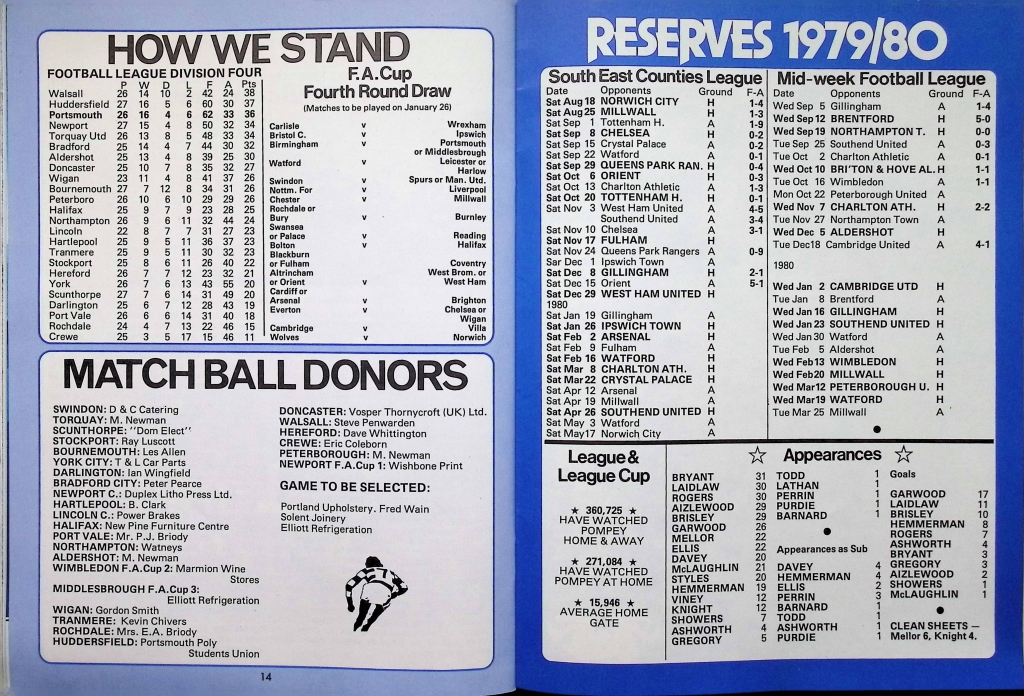 HOW WE STAND
FOOTBALL LEAGUE DIVISION FOUR
P W D L F A Pts
Walsall 26 14 10 2 42 24 38
Huddersfield 27 16 5 6 60 30 37
Portsmouth 26 16 4 6 62 33 36
Newport 27 15 4 8 50 32 34
Torquay Utd 26 13 8 5 48 33 34
Bradford 25 14 4 7 44 30 32
Aldershot 25 13 4 8 39 25 30
Doncaster 25 12 4 8 35 32 27
Wigan 23 11 4 8 41 37 26
Bournemouth 27 7 12 8 34 31 26
Peterboro 26 10 6 10 29 29 26
Halifax 25 9 7 9 23 28 25
Northampton 26 9 6 11 32 44 24
Lincoln 22 8 7 7 31 27 23
Hartlepool 25 9 5 11 36 37 23
Tranmere 25 9 5 11 30 32 23
Stockport 25 8 6 11 26 40 22
Hereford 26 7 7 12 23 32 21
York 26 7 6 13 43 55 20
Scunthorpe 27 7 6 14 31 49 20
Darlington 25 6 7 12 28 43 19
Port Vale 26 6 6 14 31 40 18
Rochdale 24 4 7 13 22 46 15
Crewe 25 3 5 17 15 46 11
F.A.Cup
Fourth Round Draw
(Matches to be played on January 26)
Carlisle v Wrexham
Bristol C. v Ipswich
Birmingham v Portsmouth
or Middlesbrough
Watford v Leicester or
Harlow
Swindon v Spurs or Man. Utd.
Nottm. For v Liverpool
Chester v Millwall
Rochdale or
Bury v Burnley
Swansea
or Palace v Reading
Bolton v Halifax
Blackburn
or Fulham v Coventry
Altrincham West Brom. or
or Orient v West Ham
Cardiff or
Arsenal v Brighton
Everton v Chelsea or
Wigan
Cambridge v Villa
Wolves v Norwich
MATCH BALL DONORS
SWINDON: D & C Catering
TORQUAY: M. Newman
SCUNTHORPE: "Dom Elect"
STOCKPORT: Ray Luscott
BOURNEMOUTH: Les Allen
YORK CITY: T & L Car Parts
DARLINGTON: Ian Wingfield
BRADFORD CITY: Peter Pearce
NEWPORT C.: Duplex Litho Press Ltd.
HARTLEPOOL: B. Clark
LINCOLN C.: Power Brakes
HALIFAX: New Pine Furniture Centre
PORT VALE: Mr. P.J. Briody
NORTHAMPTON: Watneys
ALDERSHOT: M. Newman
WIMBLEDON F.A.Cup 2: Marmion Wine
Stores
MIDDLESBROUGH F.A.Cup 3:
Elliott Refrigeration
WIGAN: Gordon Smith
TRANMERE: Kevin Chivers
ROCHDALE: Mrs. E.A. Briody
HUDDERSFIELD: Portsmouth Poly
Students Union
DONCASTER: Vosper Thornycroft (UK) Ltd.
WALSALL: Steve Penwarden
HEREFORD: Dave Whittington
CREWE: Eric Coleborn
PETERBOROUGH: M. Newman
NEWPORT F.A.Cup 1: Wishbone Print
GAME TO BE SELECTED:
Portland Upholstery. Fred Wain
Solent Joinery
Elliott Refrigeration
14
RESERVES 1979/80
South East Counties League
Date Opponents Ground F-A
Sat Aug 18 NORWICH CITY H 1-4
Sat Aug 25 MILLWALL H 1-3
Sat Sep 1 Tottenham H. A 1-9
Sat Sep 8 CHELSEA H 0-2
Sat Sep 15 Crystal Palace A 0-2
Sat Sep 22 Watford A 0-1
Sat Sep 29 QUEENS PARK RAN. H 0-4
Sat Oct 6 ORIENT H 0-3
Sat Oct 13 Charlton Athletic A 1-3
Sat Oct 20 TOTTENHAM H. H 0-1
Sat Nov 3 West Ham United A 4-5
Southend United A 3-4
Sat Nov 10 Chelsea A 3-1
Sat Nov 17 FULHAM H
Sat Nov 24 Queens Park Rangers A 0-9
Sar Dec 1 Ipswich Town A
Sat Dec 8 GILLINGHAM H 2-1
Sat Dec 15 Orient A 5-1
Sat Dec 29 WEST HAM UNITED H
1980
Sat Jan 19 Gillingham A
Sat Jan 26 IPSWICH TOWN H
Sat Feb 2 ARSENAL H
Sat Feb 9 Fulham A
Sat Feb 16 WATFORD H
Sat Mar 8 CHARLTON ATH. H
Sat Mar 22 CRYSTAL PALACE H
Sat Apr 12 Arsenal A
Sat Apr 19 Millwall A
Sat Apr 26 SOUTHEND UNITED H
Sat May 3 Watford A
Sat May 17 Norwich City A
Mid-week Football League
Date Opponents Ground F-A
Wed Sep 5 Gillingham A 1-4
Wed Sep 12 BRENTFORD H 5-0
Wed Sep 19 NORTHAMPTON T. H 0-0
Tue Sep 25 Southend United A 0-3
Tue Oct 2 Charlton Athletic A 0-1
Wed Oct 10 BRI'TON & HOVE AL. H 1-1
Tue Oct 16 Wimbledon A 1-1
Mon Oct 22 Peterborough United A
Wed Nov 7 CHARLTON ATH. H 2-2
Tue Nov 27 Northampton Town A
Wed Dec 5 ALDERSHOT H
Tue Dec18 Cambridge United A 4-1
1980
Wed Jan 2 CAMBRIDGE UTD H
Tue Jan 8 Brentford A
Wed Jan 16 GILLINGHAM H
Wed Jan 23 SOUTHEND UNITED H
Wed Jan 30 Watford A
Tue Feb 5 Aldershot A
Wed Feb13 WIMBLEDON H
Wed Feb20 MILLWALL H
Wed Mar12 PETERBOROUGH U. H
Wed Mar19 WATFORD H
Tue Mar 25 Millwall A
League &
League Cup
★ 360,725 ★
HAVE WATCHED
POMPEY
HOME & AWAY
★ 271,084 ★
HAVE WATCHED
POMPEY AT HOME
★ 15,946 ★
AVERAGE HOME
GATE
☆ Appearances ☆
BRYANT 31
LAIDLAW 30
ROGERS 30
AIZLEWOOD 29
BRISLEY 29
GARWOOD 26
MELLOR 22
ELLIS 22
DAVEY 20
McLAUGHLIN 21
STYLES 20
HEMMERMAN 19
VINEY 12
KNIGHT 12
SHOWERS 7
ASHWORTH 4
GREGORY 5
TODD 1
LATHAN 1
PERRIN 1
PURDIE 1
BARNARD 1
Appearances as Sub
DAVEY 4
HEMMERMAN 4
ELLIS 2
PERRIN 3
BARNARD 1
TODD 1
ASHWORTH 1
PURDIE 1
Goals
GARWOOD 17
LAIDLAW 11
BRISLEY 10
HEMMERMAN 8
ROGERS 7
ASHWORTH 4
BRYANT 3
GREGORY 3
AIZLEWOOD 2
SHOWERS 1
McLAUGHLIN 1
CLEAN SHEETS —
Mellor 6, Knight 4.